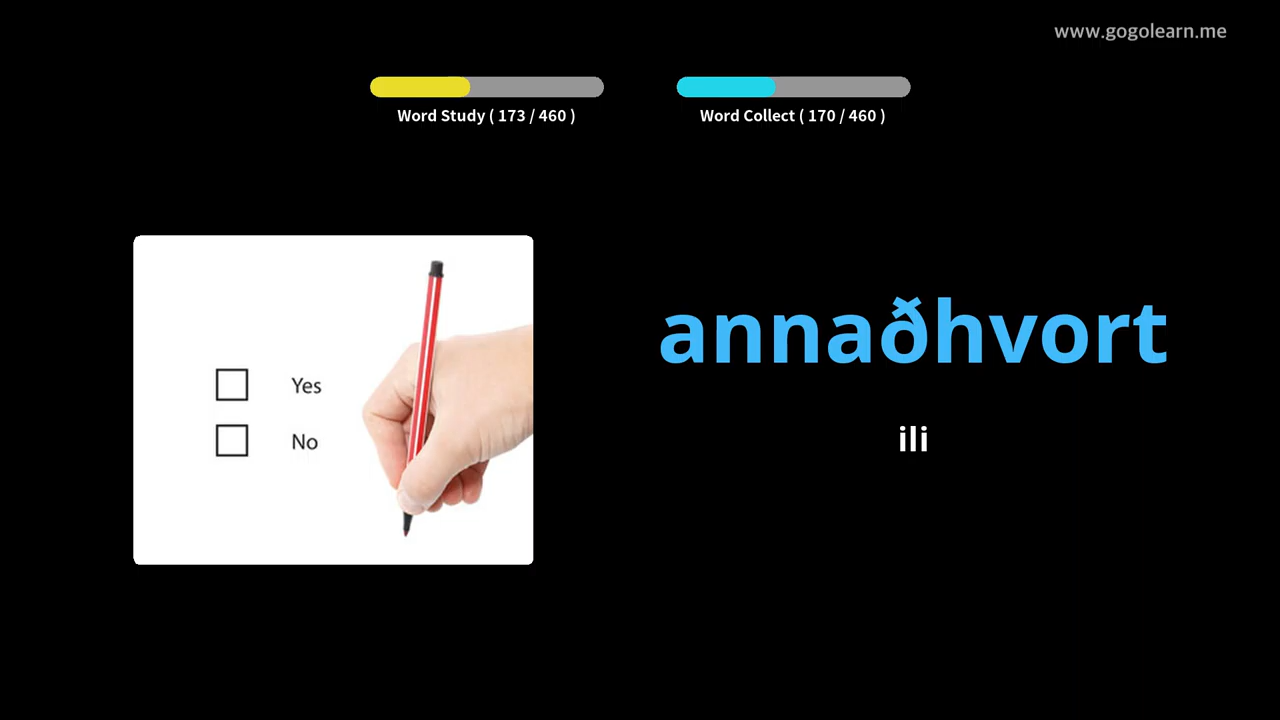 www.gogolearn.me
Word Study ( 173 / 460 )
Word Collect ( 170 / 460 )
Yes
No
annaðhvort
ili